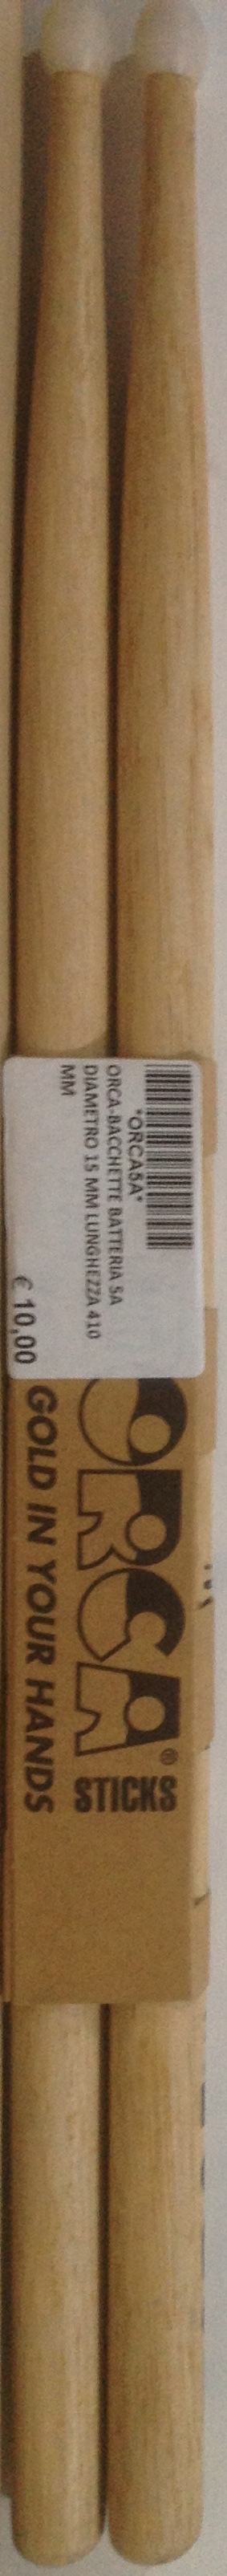 *ORCA5A*
ORCA-BACCHETTE BATTERIA 5A
DIAMETRO 15 MM LUNGHEZZA 410
MM
€ 10,00
ORCA®
STICKS
GOLD IN YOUR HANDS